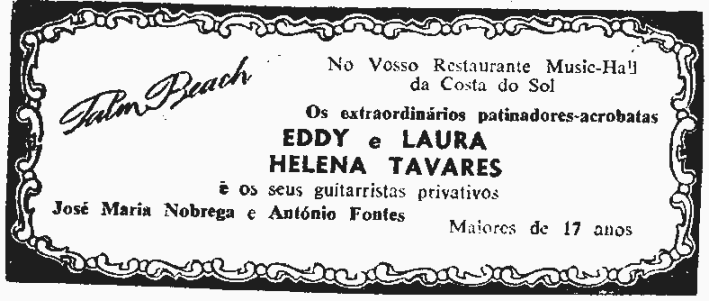 Palm Beach
No Vosso Restaurante Music-Hall
da Costa do Sol
Os extraordinários patinadores-acrobatas
EDDY e LAURA
HELENA TAVARES
e os seus guitarristas privativos
José Maria Nobrega e António Fontes
Maiores de 17 anos